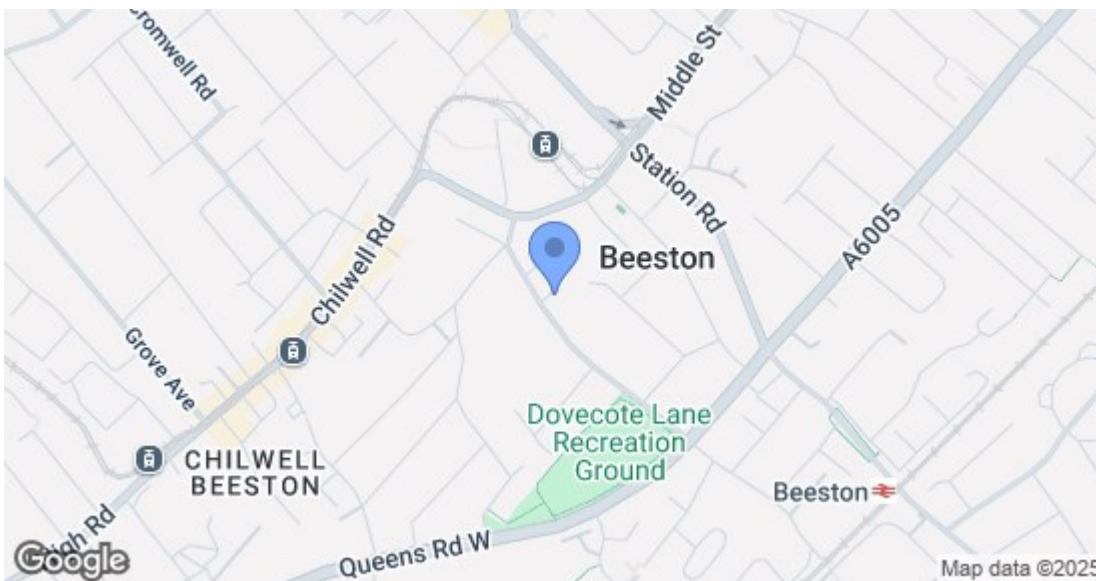 Cromwell Rd
Middle St
Station Rd
A6005
Chilwell Rd
Beeston
Grove Ave
Dovecote Lane
Recreation
Ground
CHILWELL
BEESTON
Beeston
High Rd
Queens Rd W
Google
Map data ©2025